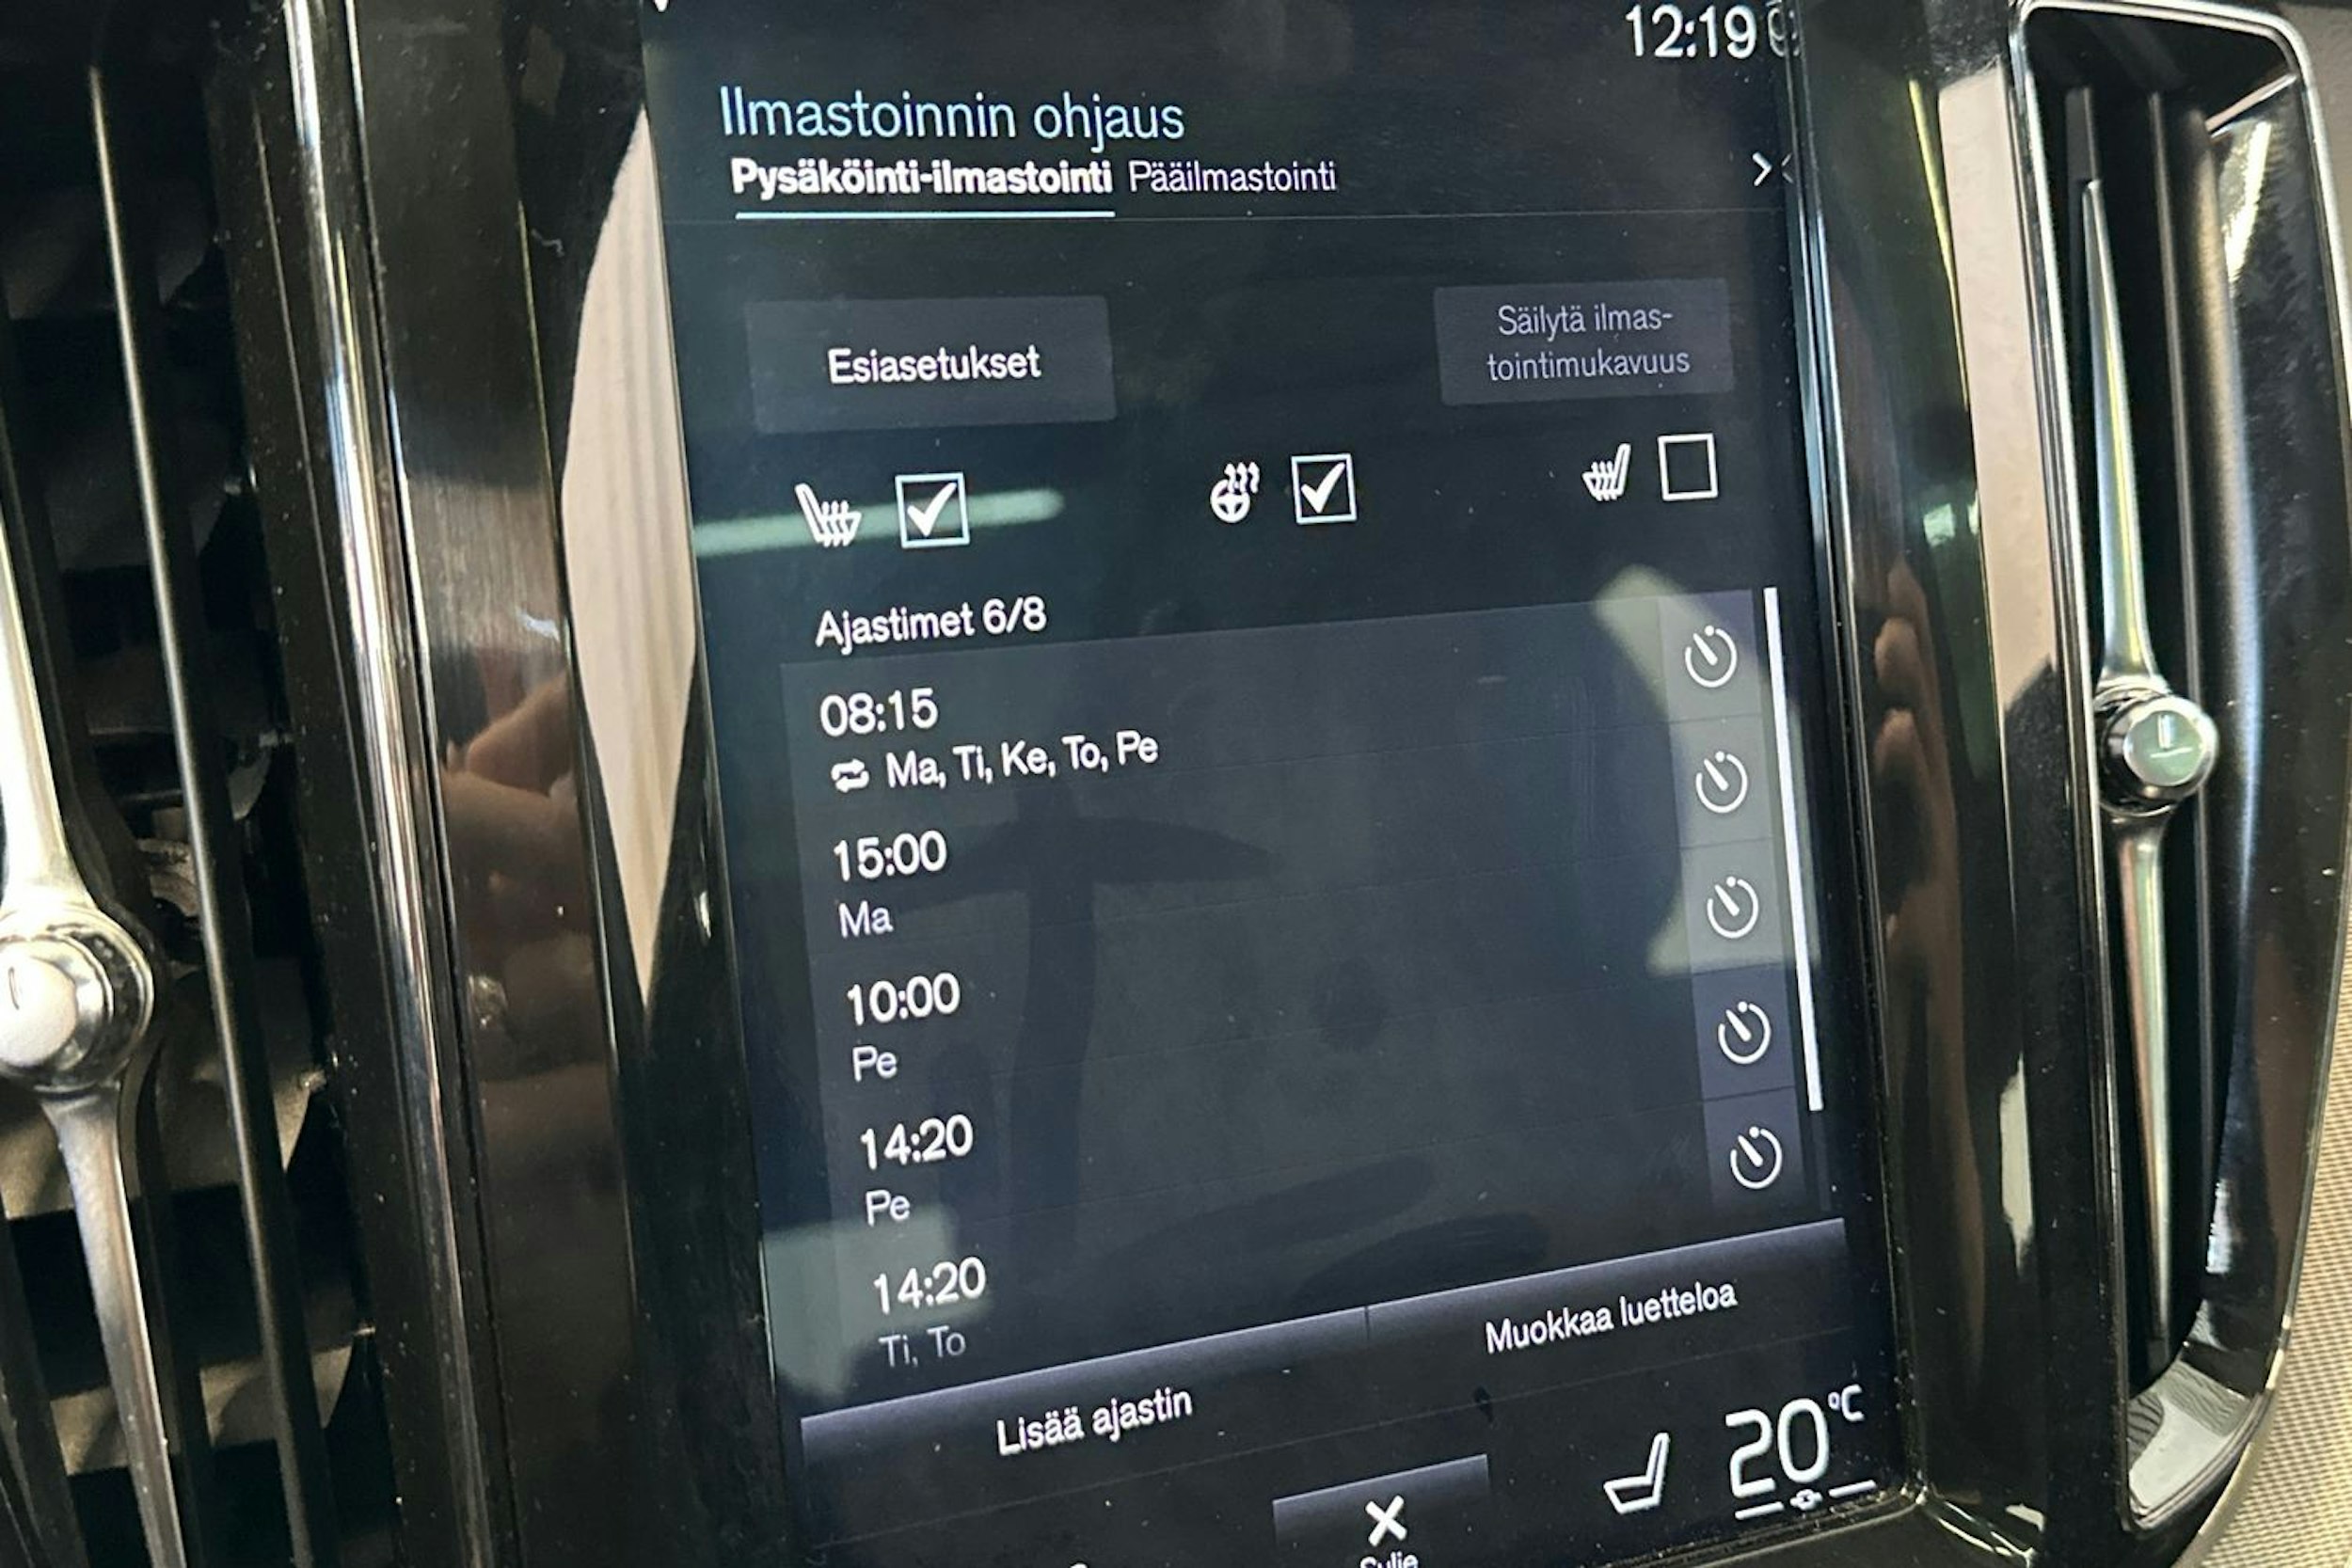 12:19
Ilmastoinnin ohjaus
Pysäköinti-ilmastointi Pääilmastointi
Esiasetukset
Säilytä ilmas-
tointimukavuus
Ajastimet 6/8
08:15
Ma, Ti, Ke, To, Pe
15:00
Ma
10:00
Pe
14:20
Pe
14:20
Ti, To
Lisää ajastin
Muokkaa luetteloa
20°C
Sulje